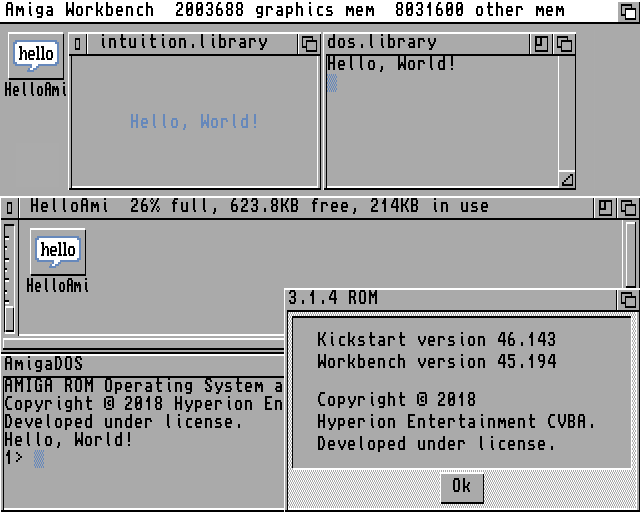 Amiga Workbench  2003688 graphics mem  8031600 other mem
hello
HelloAmi
intuition.library
Hello, World!
dos.library
Hello, World!
HelloAmi  26% full, 623.8KB free, 214KB in use
hello
HelloAmi
AmigaDOS
AMIGA ROM Operating System a
Copyright © 2018 Hyperion En
Developed under license.
Hello, World!
1>
3.1.4 ROM
Kickstart version 46.143
Workbench version 45.194
Copyright © 2018
Hyperion Entertainment CVBA.
Developed under license.
Ok